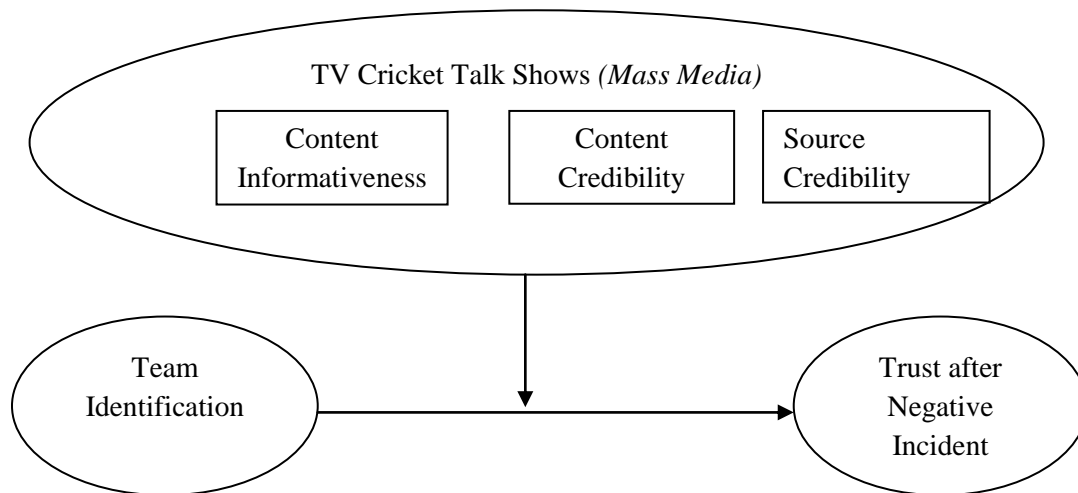 TV Cricket Talk Shows (Mass Media)
Content
Informativeness
Content
Credibility
Source
Credibility
Team
Identification
Trust after
Negative
Incident